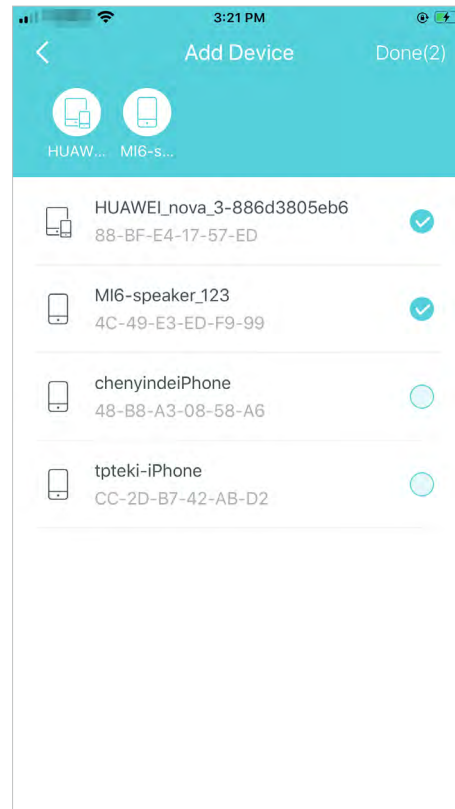 3:21 PM
Add Device
Done(2)
HUAW... MI6-s...
HUAWEI_nova_3-886d3805eb6
88-BF-E4-17-57-ED
MI6-speaker_123
4C-49-E3-ED-F9-99
chenyindeiPhone
48-B8-A3-08-58-A6
tpteki-iPhone
CC-2D-B7-42-AB-D2